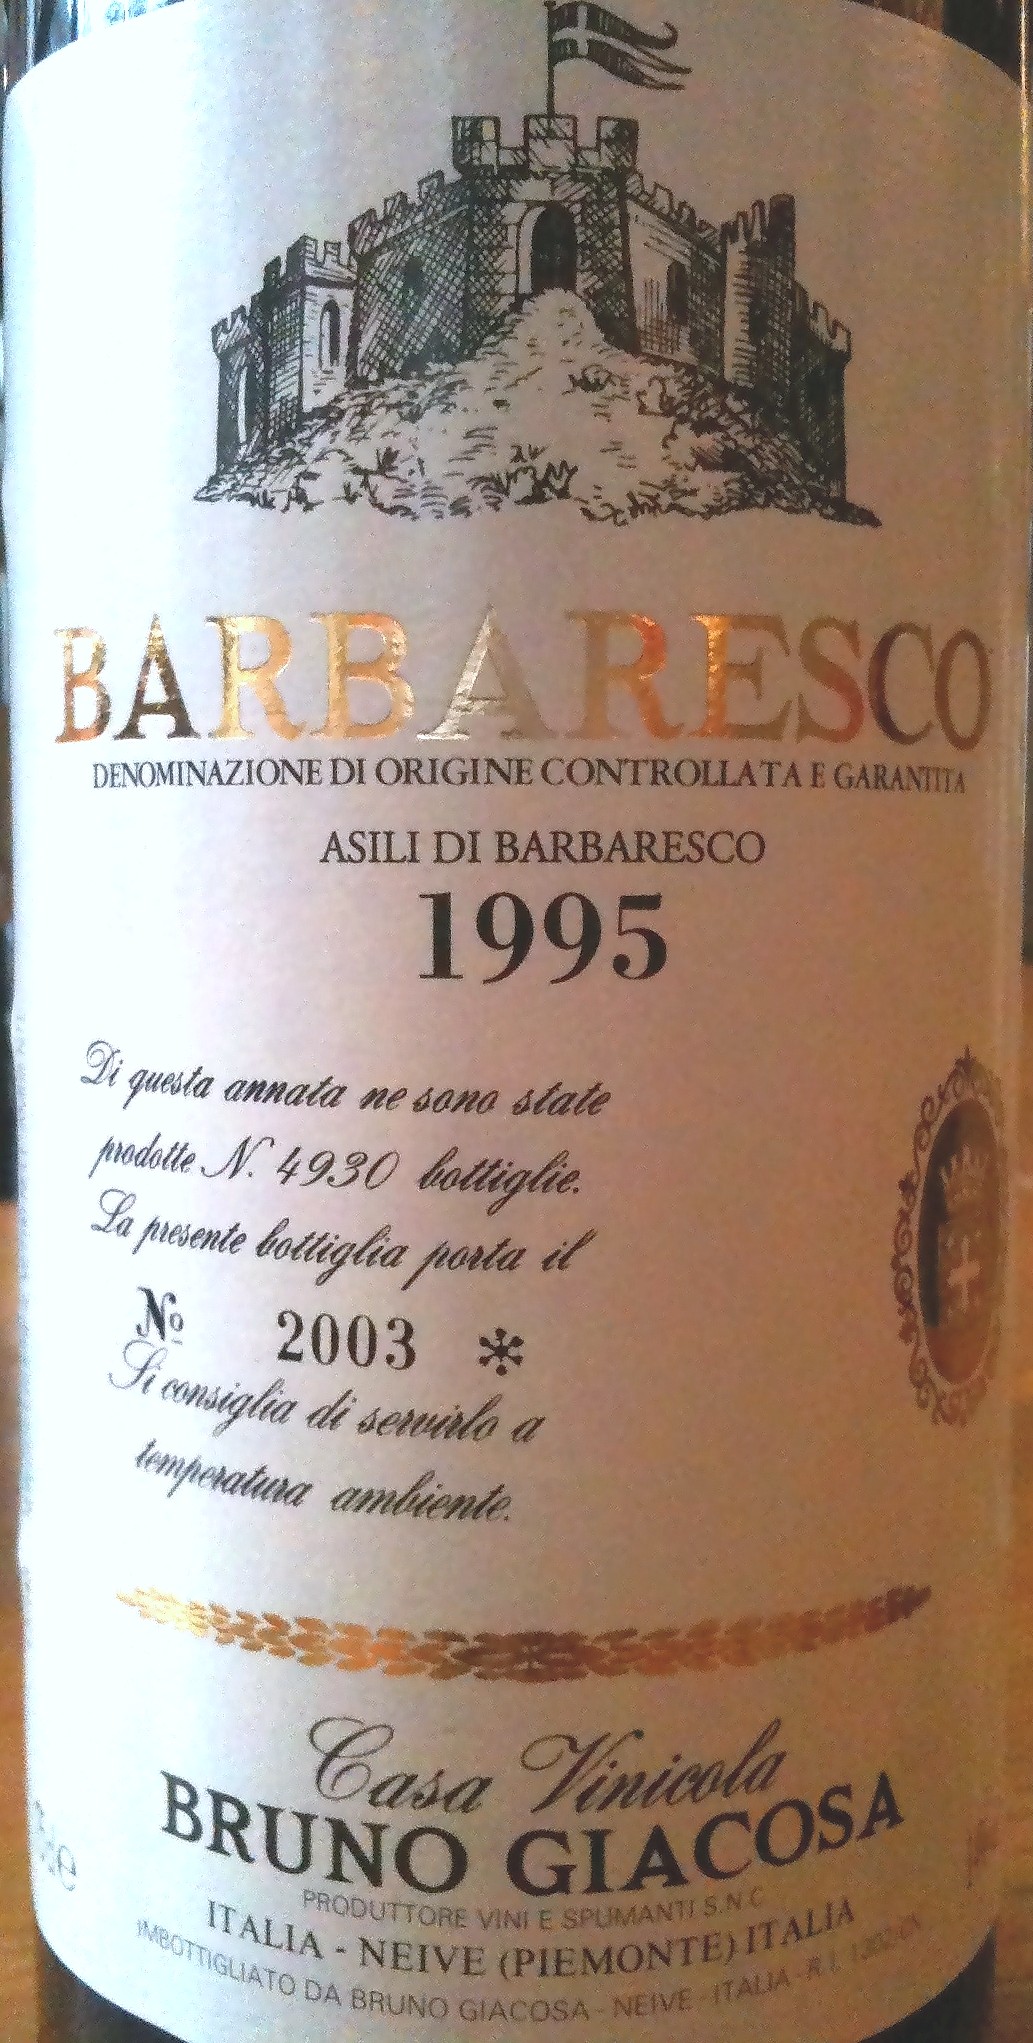 BARBARESCO
DENOMINAZIONE DI ORIGINE CONTROLLATA E GARANTITA
ASILI DI BARBARESCO
1995
Di questa annata ne sono state
prodotte N. 4930 bottiglie.
La presente bottiglia porta il
No 2003 *
Si consiglia di servirlo a
temperatura ambiente.
Casa Vinicola
BRUNO GIACOSA
PRODUTTORE VINI E SPUMANTI S.N.C
ITALIA - NEIVE (PIEMONTE) ITALIA
IMBOTTIGLIATO DA BRUNO GIACOSA - NEIVE - ITALIA - R.I.